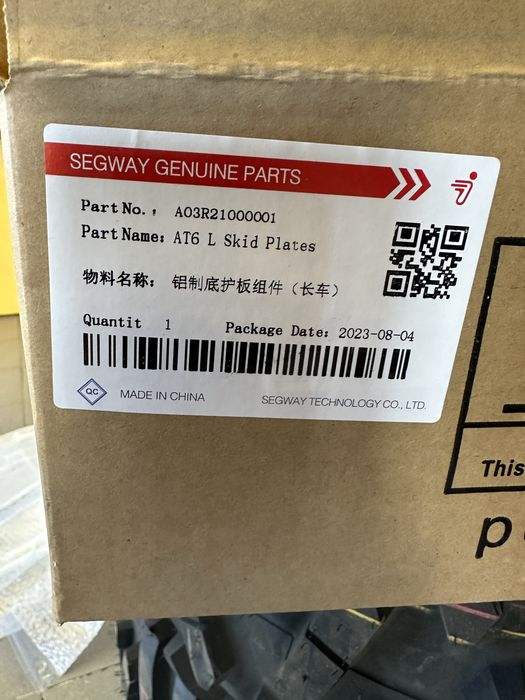 SEGWAY GENUINE PARTS
Part No.: A03R21000001
Part Name: AT6 L Skid Plates
物料名称: 铝制底护板组件（长车）
Quantit 1 Package Date: 2023-08-04
QC MADE IN CHINA SEGWAY TECHNOLOGY CO., LTD.
This